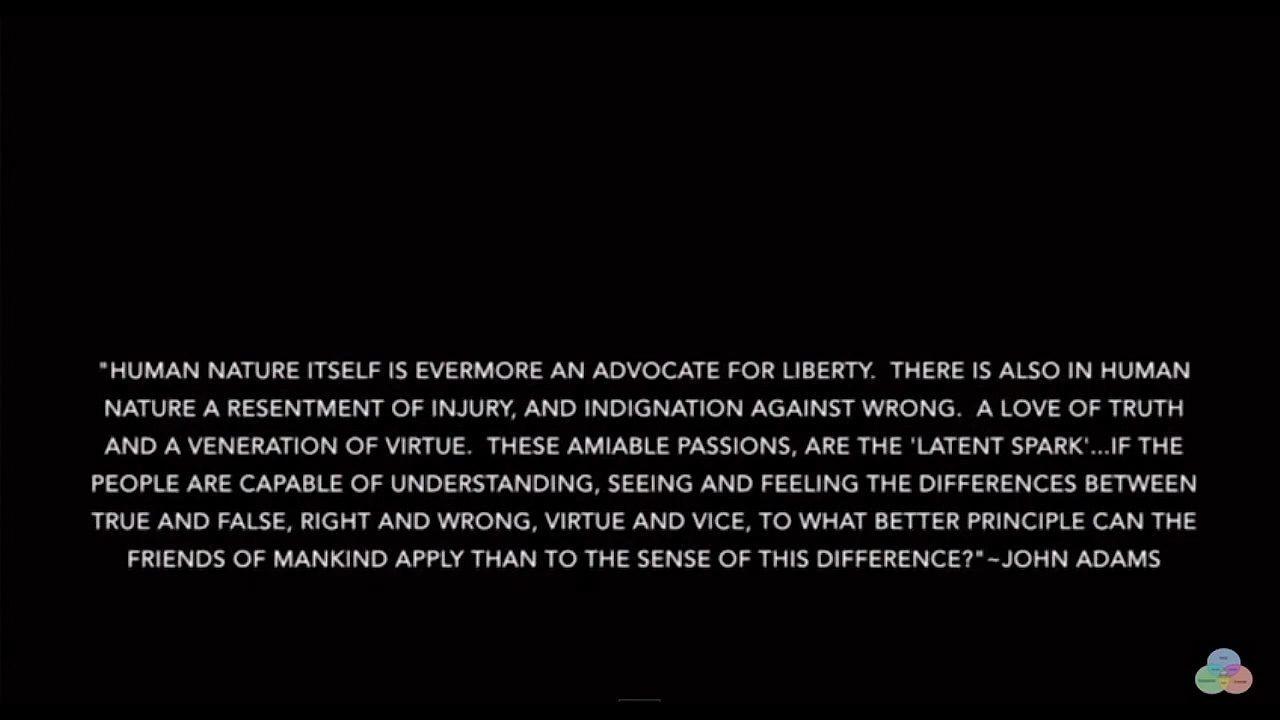 "HUMAN NATURE ITSELF IS EVERMORE AN ADVOCATE FOR LIBERTY.  THERE IS ALSO IN HUMAN
NATURE A RESENTMENT OF INJURY, AND INDIGNATION AGAINST WRONG.  A LOVE OF TRUTH
AND A VENERATION OF VIRTUE.  THESE AMIABLE PASSIONS, ARE THE 'LATENT SPARK'...IF THE
PEOPLE ARE CAPABLE OF UNDERSTANDING, SEEING AND FEELING THE DIFFERENCES BETWEEN
TRUE AND FALSE, RIGHT AND WRONG, VIRTUE AND VICE, TO WHAT BETTER PRINCIPLE CAN THE
FRIENDS OF MANKIND APPLY THAN TO THE SENSE OF THIS DIFFERENCE?"~JOHN ADAMS